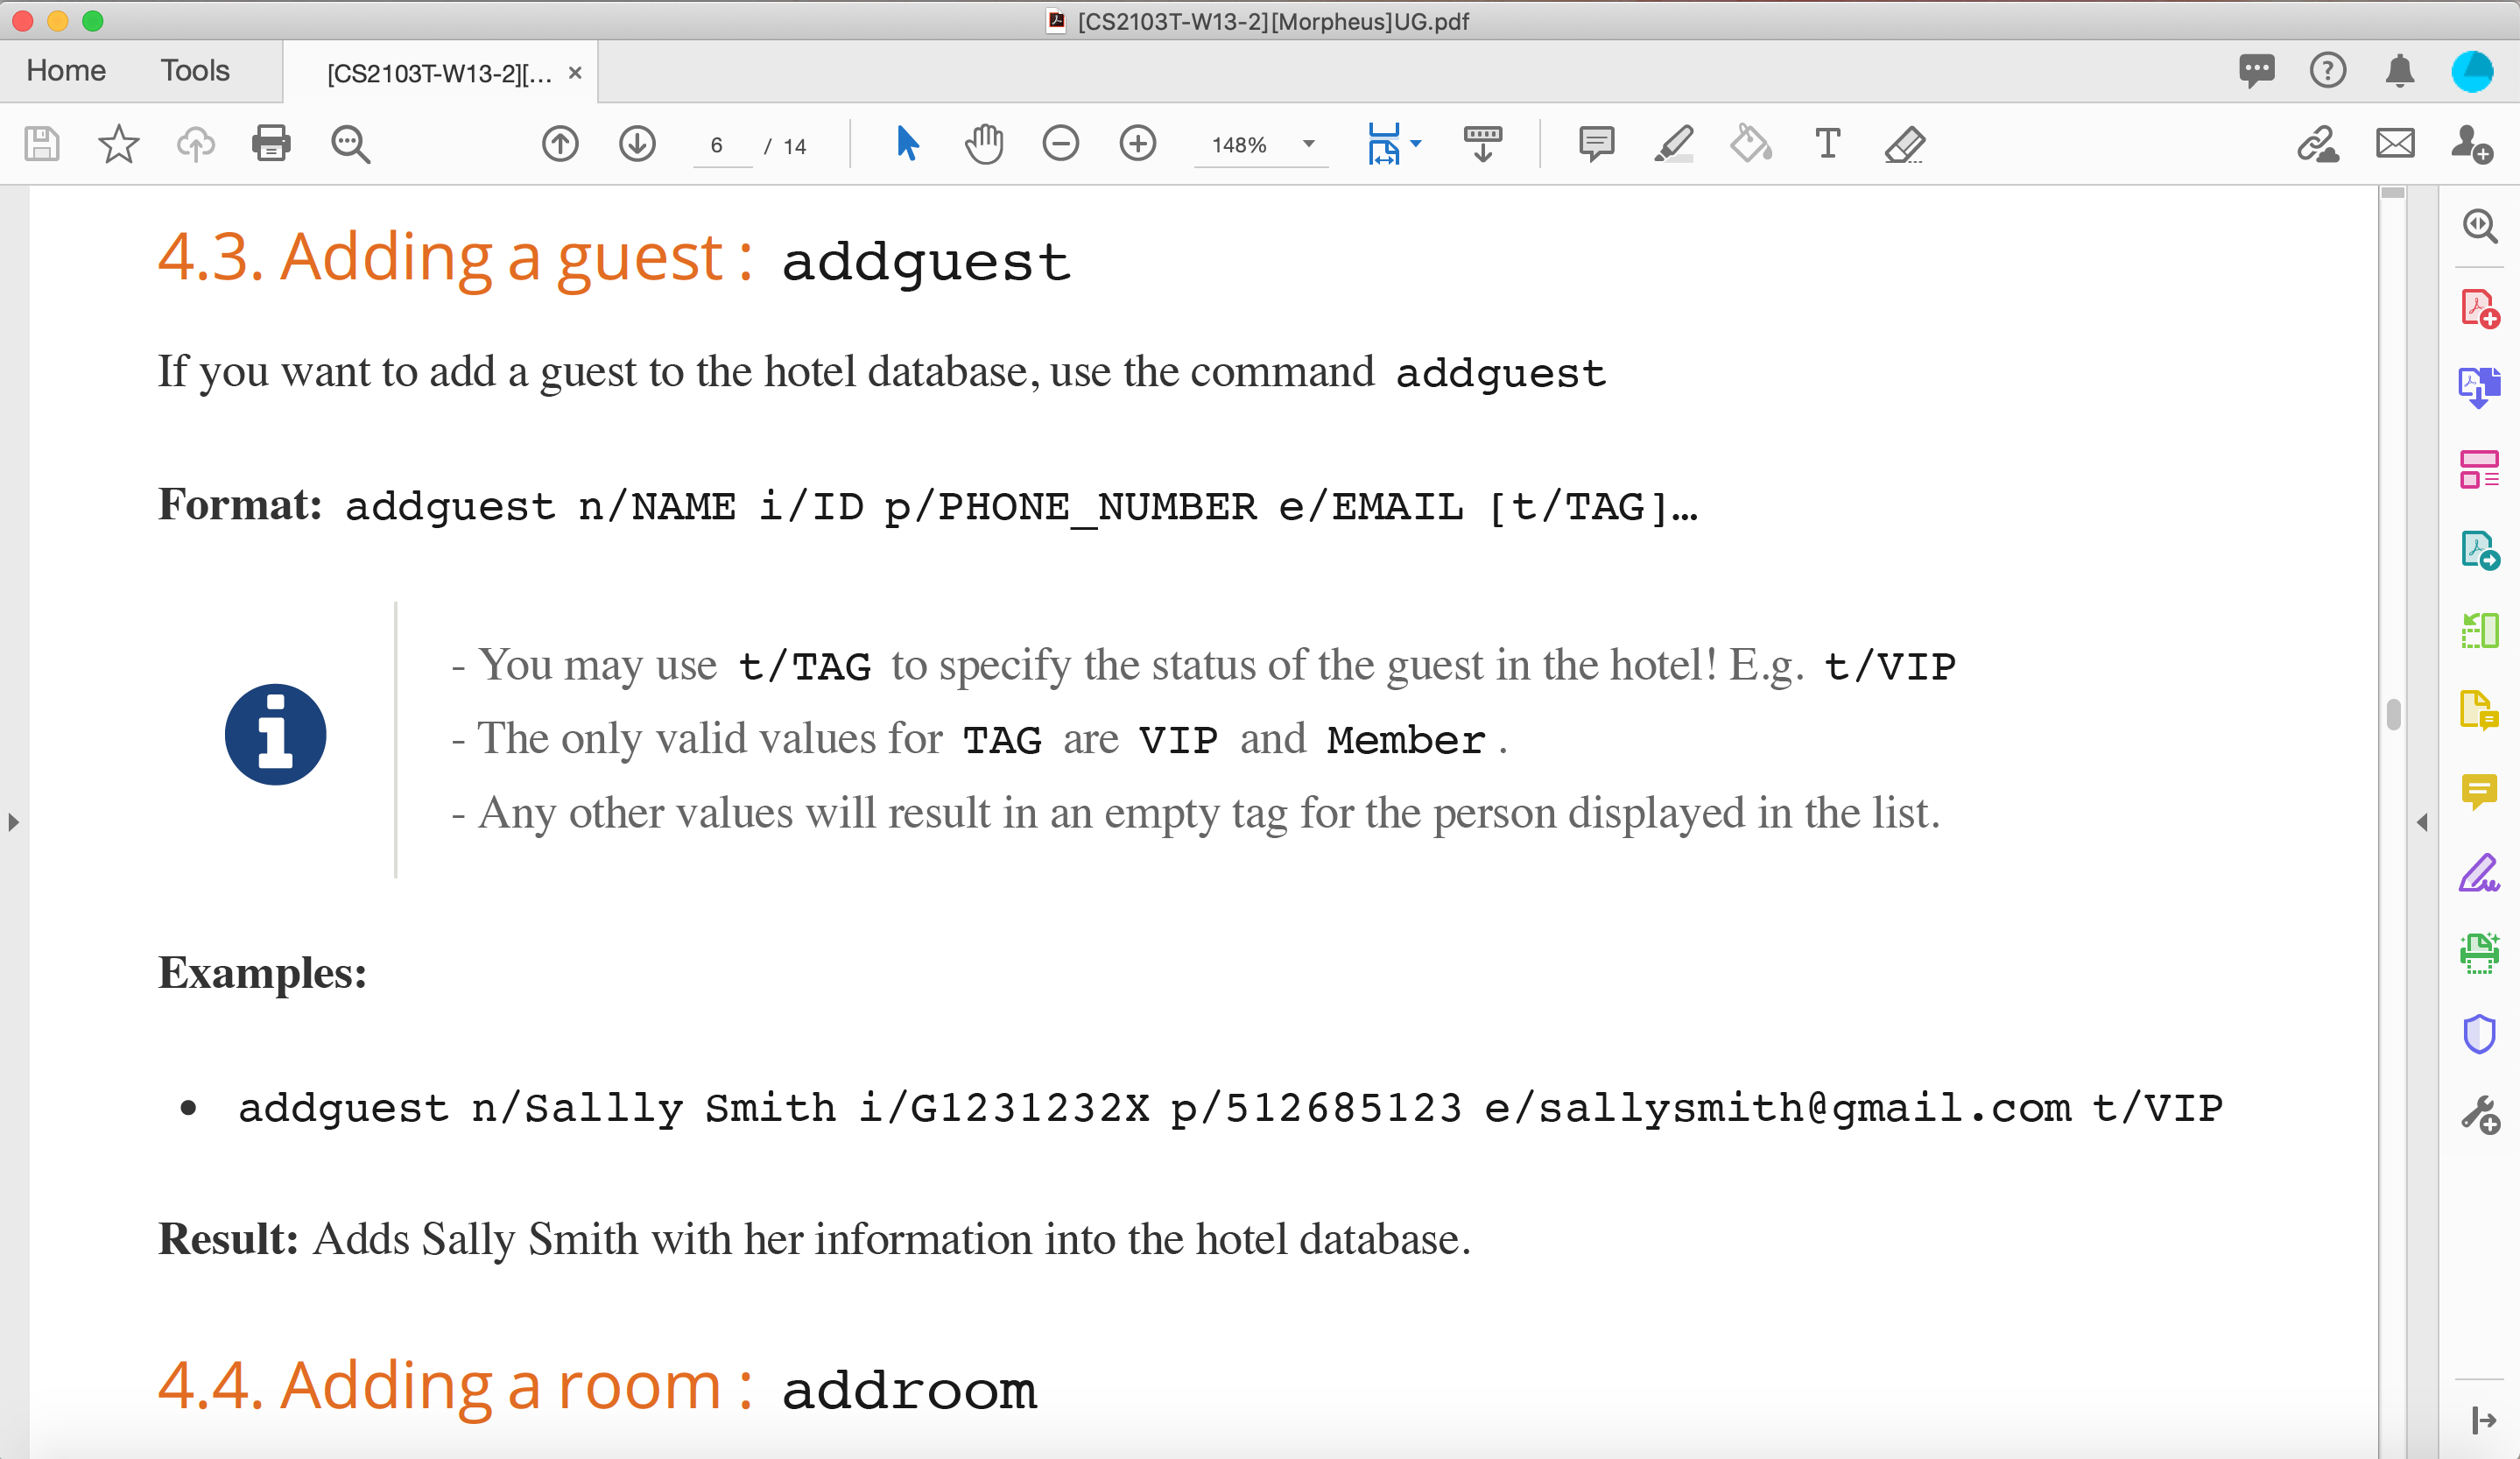 [CS2103T-W13-2][Morpheus]UG.pdf
Home Tools [CS2103T-W13-2][... ×
6 / 14 148%
4.3. Adding a guest : addguest
If you want to add a guest to the hotel database, use the command addguest
Format: addguest n/NAME i/ID p/PHONE_NUMBER e/EMAIL [t/TAG]…
- You may use t/TAG to specify the status of the guest in the hotel! E.g. t/VIP
- The only valid values for TAG are VIP and Member .
- Any other values will result in an empty tag for the person displayed in the list.
Examples:
• addguest n/Sallly Smith i/G1231232X p/512685123 e/sallysmith@gmail.com t/VIP
Result: Adds Sally Smith with her information into the hotel database.
4.4. Adding a room : addroom